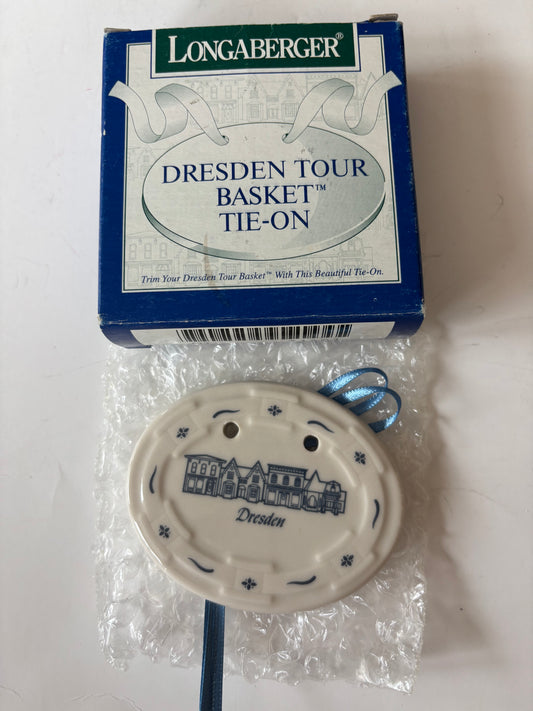 LONGABERGER®
DRESDEN TOUR
BASKET™
TIE-ON
Trim Your Dresden Tour Basket™ With This Beautiful Tie-On.
Dresden